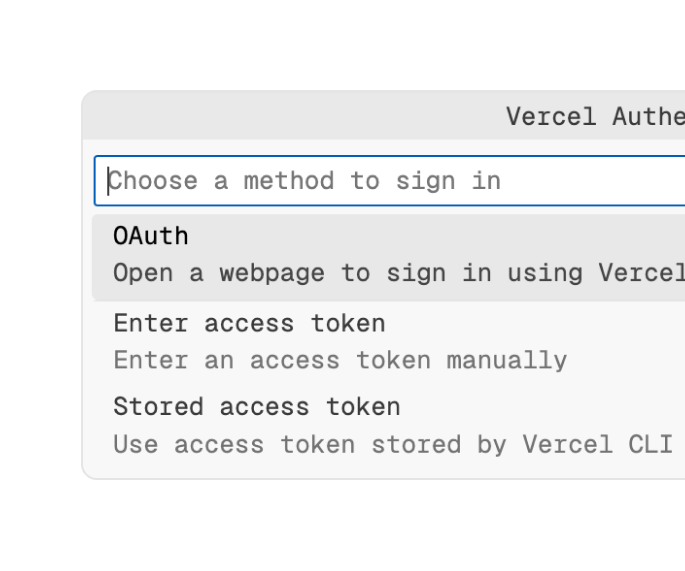 Vercel Authe
Choose a method to sign in
OAuth
Open a webpage to sign in using Vercel
Enter access token
Enter an access token manually
Stored access token
Use access token stored by Vercel CLI